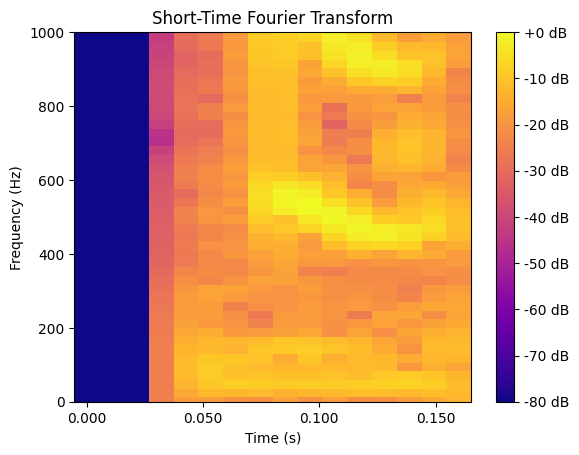 Short-Time Fourier Transform
Frequency (Hz)
1000
800
600
400
200
0
0.000
0.050
0.100
0.150
Time (s)
+0 dB
-10 dB
-20 dB
-30 dB
-40 dB
-50 dB
-60 dB
-70 dB
-80 dB